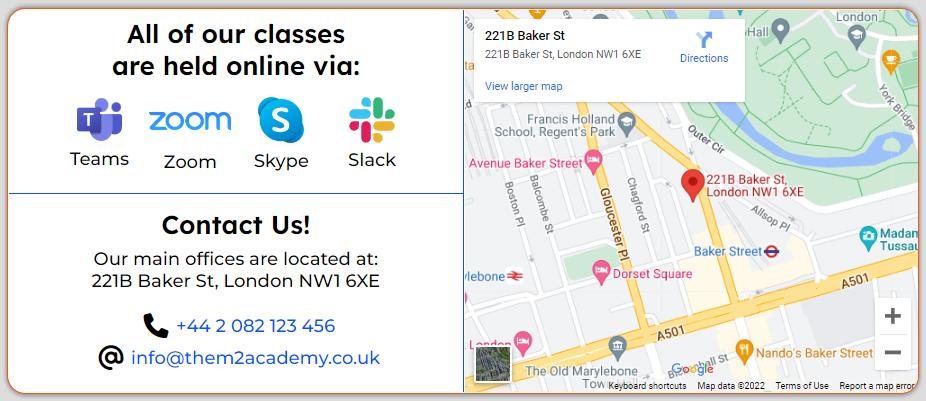 All of our classes
are held online via:
T
zoom
S
Teams
Zoom
Skype
Slack
Contact Us!
Our main offices are located at:
221B Baker St, London NW1 6XE
+44 2 082 123 456
@ info@them2academy.co.uk
221B Baker St
221B Baker St, London NW1 6XE
Directions
View larger map
London
Hall
York Bridge
Francis Holland
School, Regent's Park
Outer Cir
Avenue Baker Street
221B Baker St,
London NW1 6XE
Boston Pl
Balcombe St
Gloucester Pl
Chagford St
Allsop Pl
Madam
Tussau
Baker Street
ylebone
Dorset Square
A501
A501
London
The Old Marylebone
Tow
Nando's Baker Street
Google
Keyboard shortcuts
Map data ©2022
Terms of Use
Report a map error